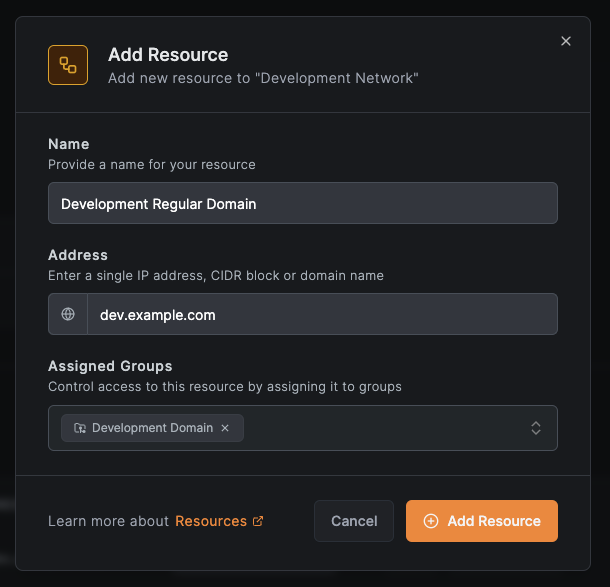 Add Resource
Add new resource to "Development Network"
Name
Provide a name for your resource
Development Regular Domain
Address
Enter a single IP address, CIDR block or domain name
dev.example.com
Assigned Groups
Control access to this resource by assigning it to groups
Development Domain
Learn more about Resources
Cancel
Add Resource